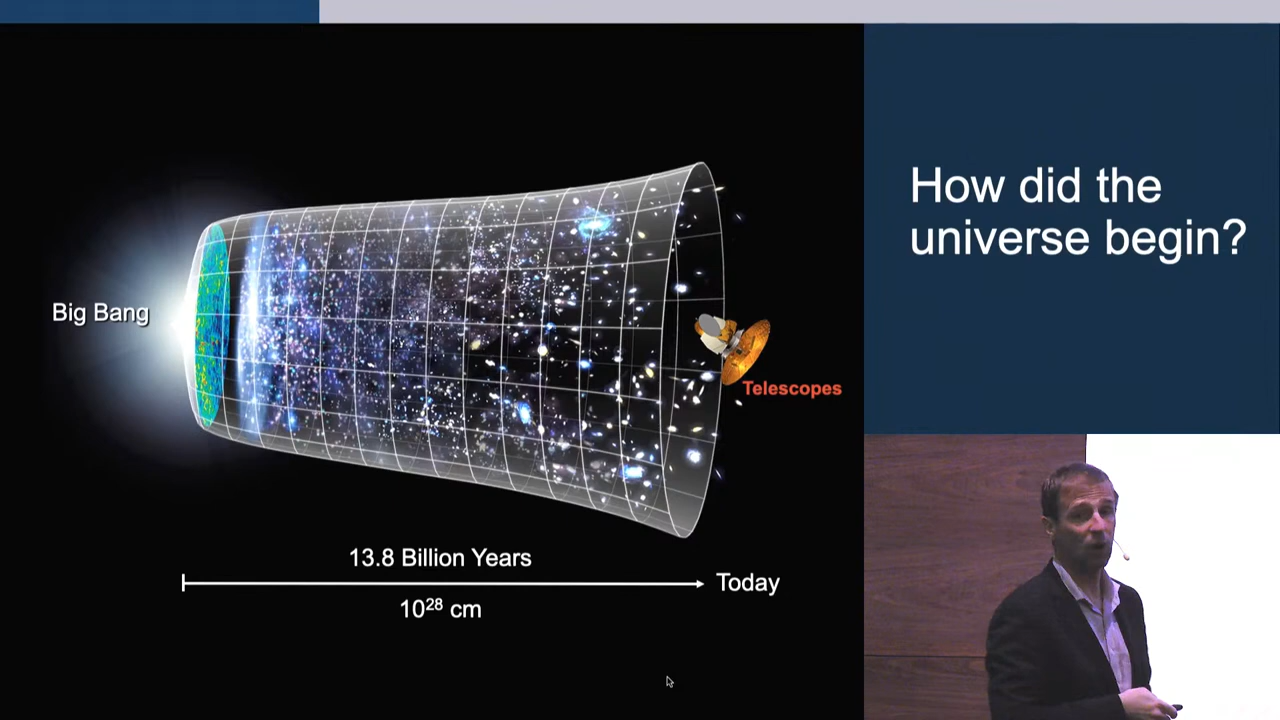 How did the
universe begin?
Big Bang
Telescopes
13.8 Billion Years
Today
10²⁸ cm